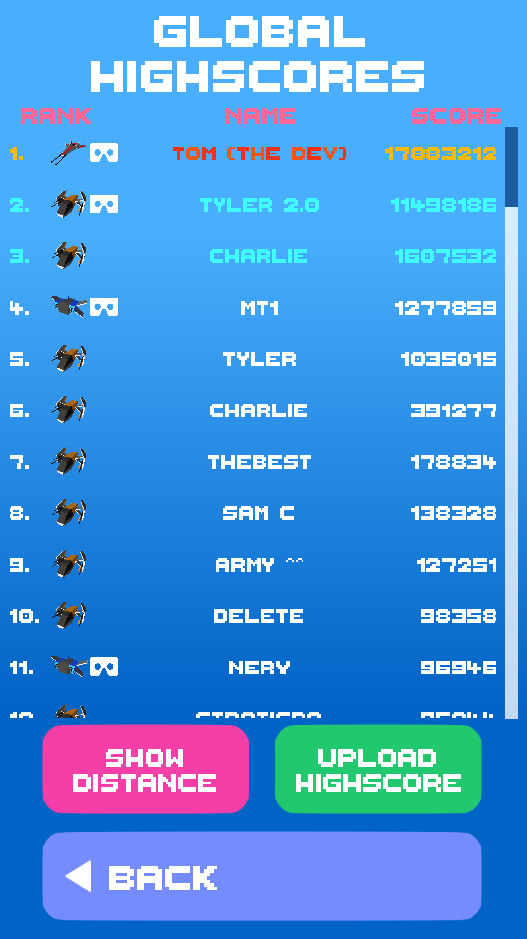 GLOBAL
HIGHSCORES
RANK NAME SCORE
1. TOM (THE DEV) 17003212
2. TYLER 2.0 11498186
3. CHARLIE 1607532
4. MT1 1277859
5. TYLER 1035015
6. CHARLIE 391277
7. THEBEST 178834
8. SAM C 138328
9. ARMY ^^ 127251
10. DELETE 98358
11. NERV 96946
SHOW
DISTANCE
UPLOAD
HIGHSCORE
BACK